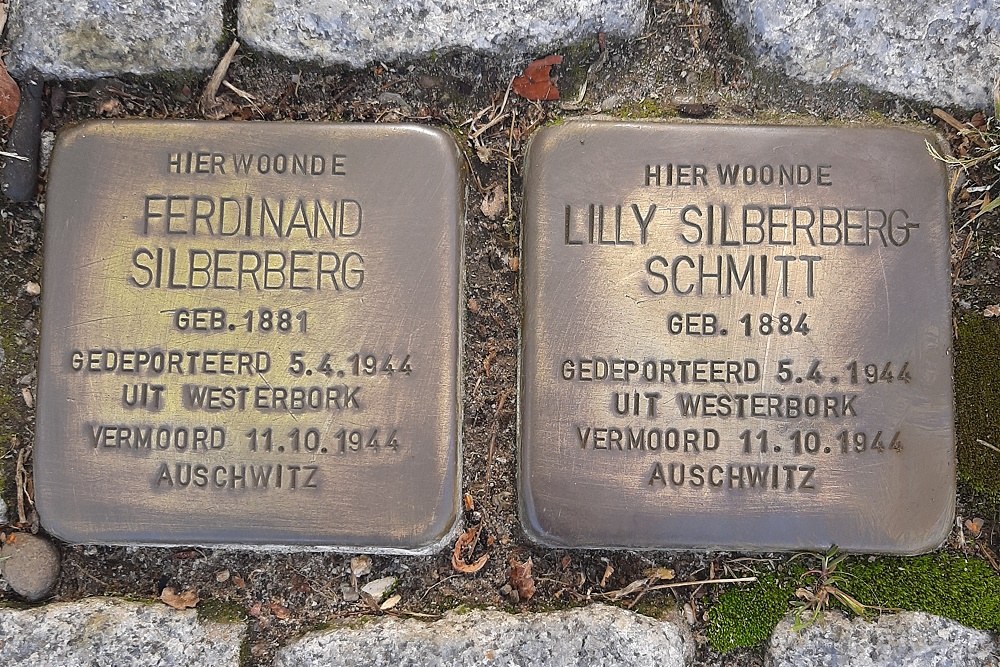 HIER WOONDE
FERDINAND
SILBERBERG
GEB. 1881
GEDEPORTEERD 5.4.1944
UIT WESTERBORK
VERMOORD 11.10.1944
AUSCHWITZ
HIER WOONDE
LILLY SILBERBERG-
SCHMITT
GEB. 1884
GEDEPORTEERD 5.4.1944
UIT WESTERBORK
VERMOORD 11.10.1944
AUSCHWITZ